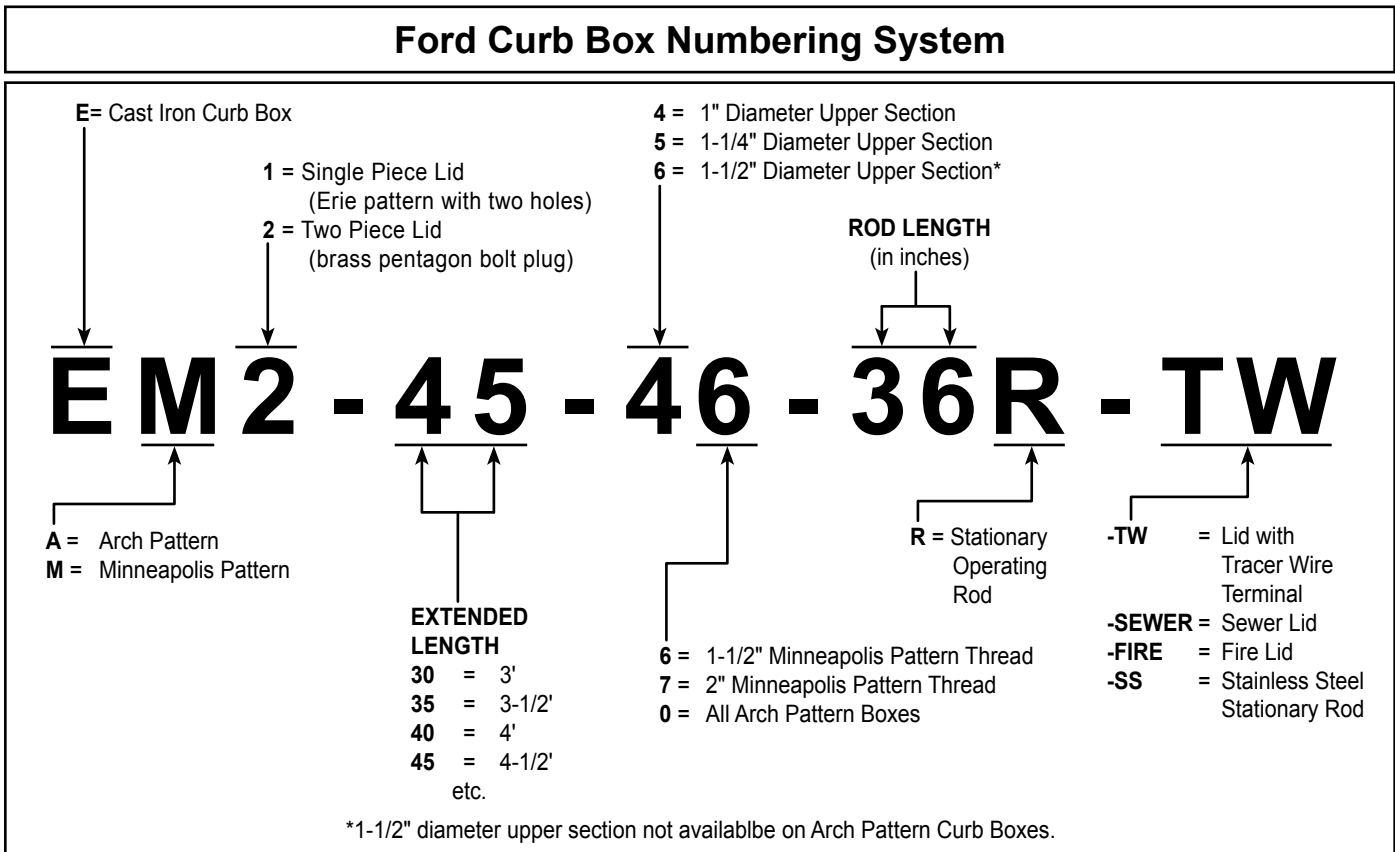 Ford Curb Box Numbering System
E= Cast Iron Curb Box
1 = Single Piece Lid
(Erie pattern with two holes)
2 = Two Piece Lid
(brass pentagon bolt plug)
4 = 1" Diameter Upper Section
5 = 1-1/4" Diameter Upper Section
6 = 1-1/2" Diameter Upper Section*
ROD LENGTH
(in inches)
EM2 - 45 - 46 - 36R - TW
A = Arch Pattern
M = Minneapolis Pattern
EXTENDED
LENGTH
30 = 3'
35 = 3-1/2'
40 = 4'
45 = 4-1/2'
etc.
6 = 1-1/2" Minneapolis Pattern Thread
7 = 2" Minneapolis Pattern Thread
0 = All Arch Pattern Boxes
R = Stationary
Operating
Rod
-TW = Lid with
Tracer Wire
Terminal
-SEWER = Sewer Lid
-FIRE = Fire Lid
-SS = Stainless Steel
Stationary Rod
*1-1/2" diameter upper section not availablbe on Arch Pattern Curb Boxes.